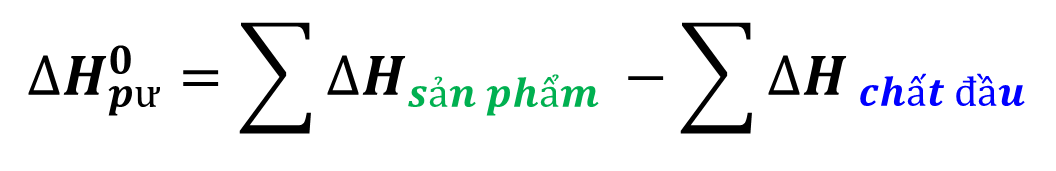 ΔH⁰ₚᵤ̛ = ∑ ΔH sản phẩm − ∑ ΔH chất đầu